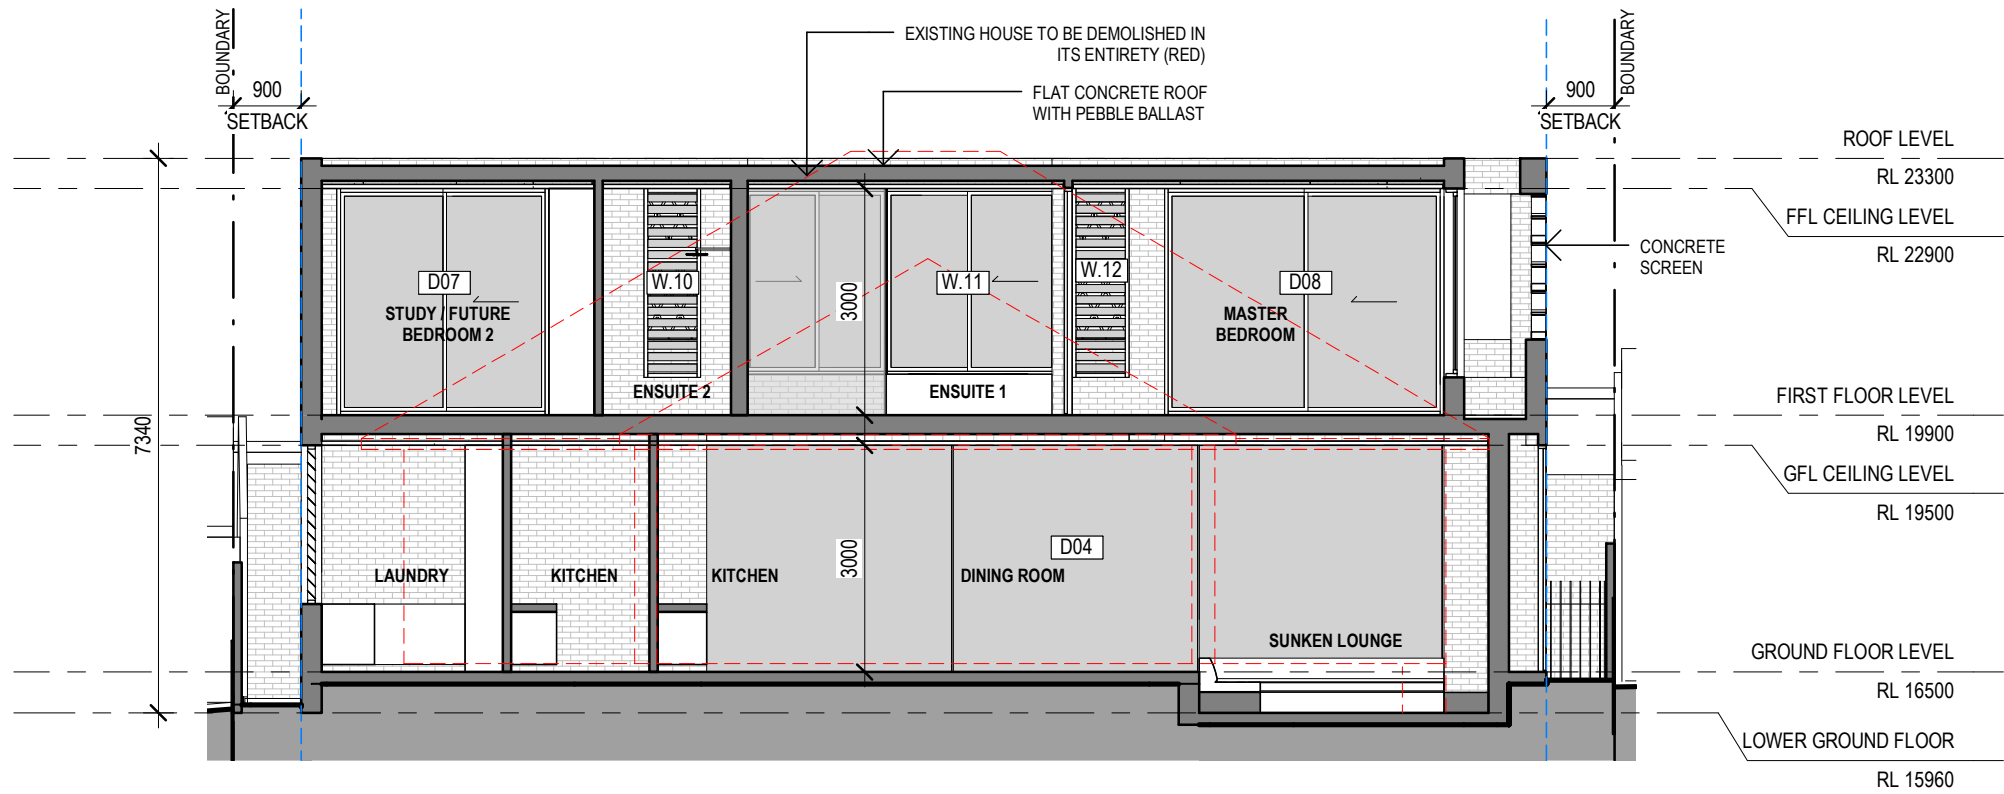 BOUNDARY
900
SETBACK
EXISTING HOUSE TO BE DEMOLISHED IN
ITS ENTIRETY (RED)
FLAT CONCRETE ROOF
WITH PEBBLE BALLAST
900
SETBACK
BOUNDARY
ROOF LEVEL
RL 23300
FFL CEILING LEVEL
RL 22900
CONCRETE
SCREEN
D07
STUDY / FUTURE
BEDROOM 2
W.10
ENSUITE 2
3000
W.11
ENSUITE 1
W.12
D08
MASTER
BEDROOM
FIRST FLOOR LEVEL
RL 19900
GFL CEILING LEVEL
RL 19500
7340
LAUNDRY
KITCHEN
KITCHEN
3000
DINING ROOM
D04
SUNKEN LOUNGE
GROUND FLOOR LEVEL
RL 16500
LOWER GROUND FLOOR
RL 15960